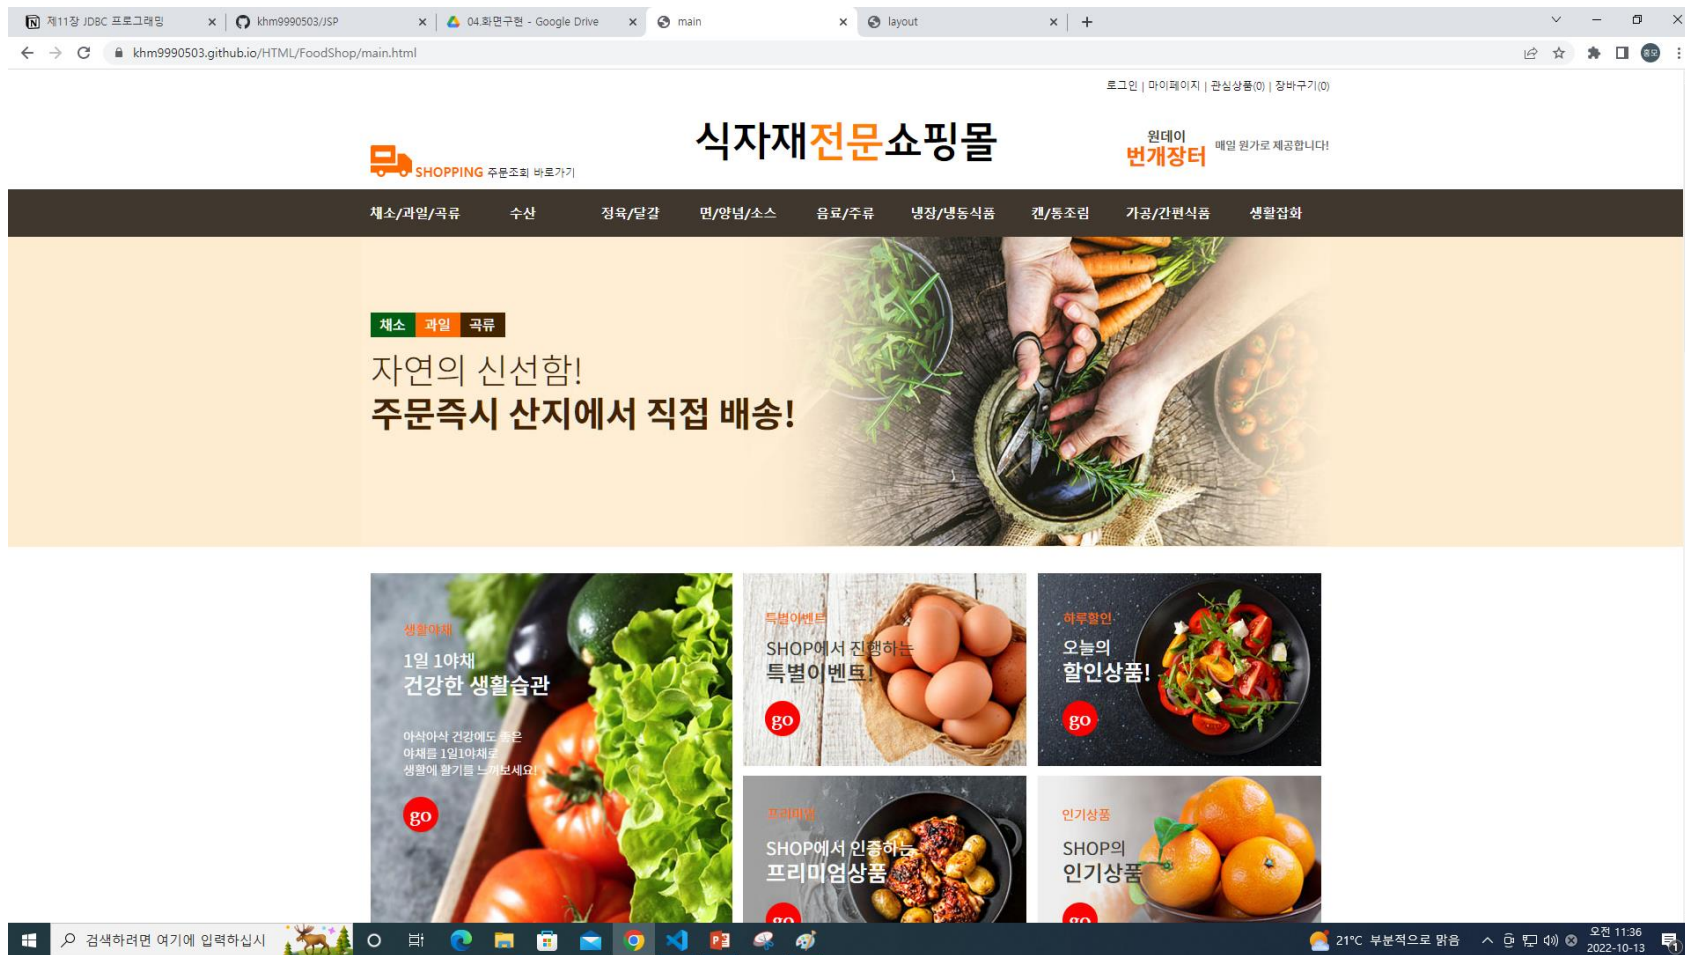 제11장 JDBC 프로그래밍
khm9990503/JSP
04.화면구현 - Google Drive
main
layout
khm9990503.github.io/HTML/FoodShop/main.html
로그인 | 마이페이지 | 관심상품(0) | 장바구기(0)
SHOPPING 주문조회 바로가기
식자재전문쇼핑몰
원데이
번개장터
매일 원가로 제공합니다!
채소/과일/곡류 수산 정육/달걀 면/양념/소스 음료/주류 냉장/냉동식품 캔/통조림 가공/간편식품 생활잡화
채소 과일 곡류
자연의 신선함!
주문즉시 산지에서 직접 배송!
생활야채
1일 1야채
건강한 생활습관
아삭아삭 건강에도 좋은
야채를 1일1야채로
생활에 활기를 느껴보세요!
go
특별이벤트
SHOP에서 진행하는
특별이벤트!
go
하루할인
오늘의
할인상품!
go
프리미엄
SHOP에서 인증하는
프리미엄상품
go
인기상품
SHOP의
인기상품
go
검색하려면 여기에 입력하십시
21°C 부분적으로 맑음
오전 11:36
2022-10-13
1